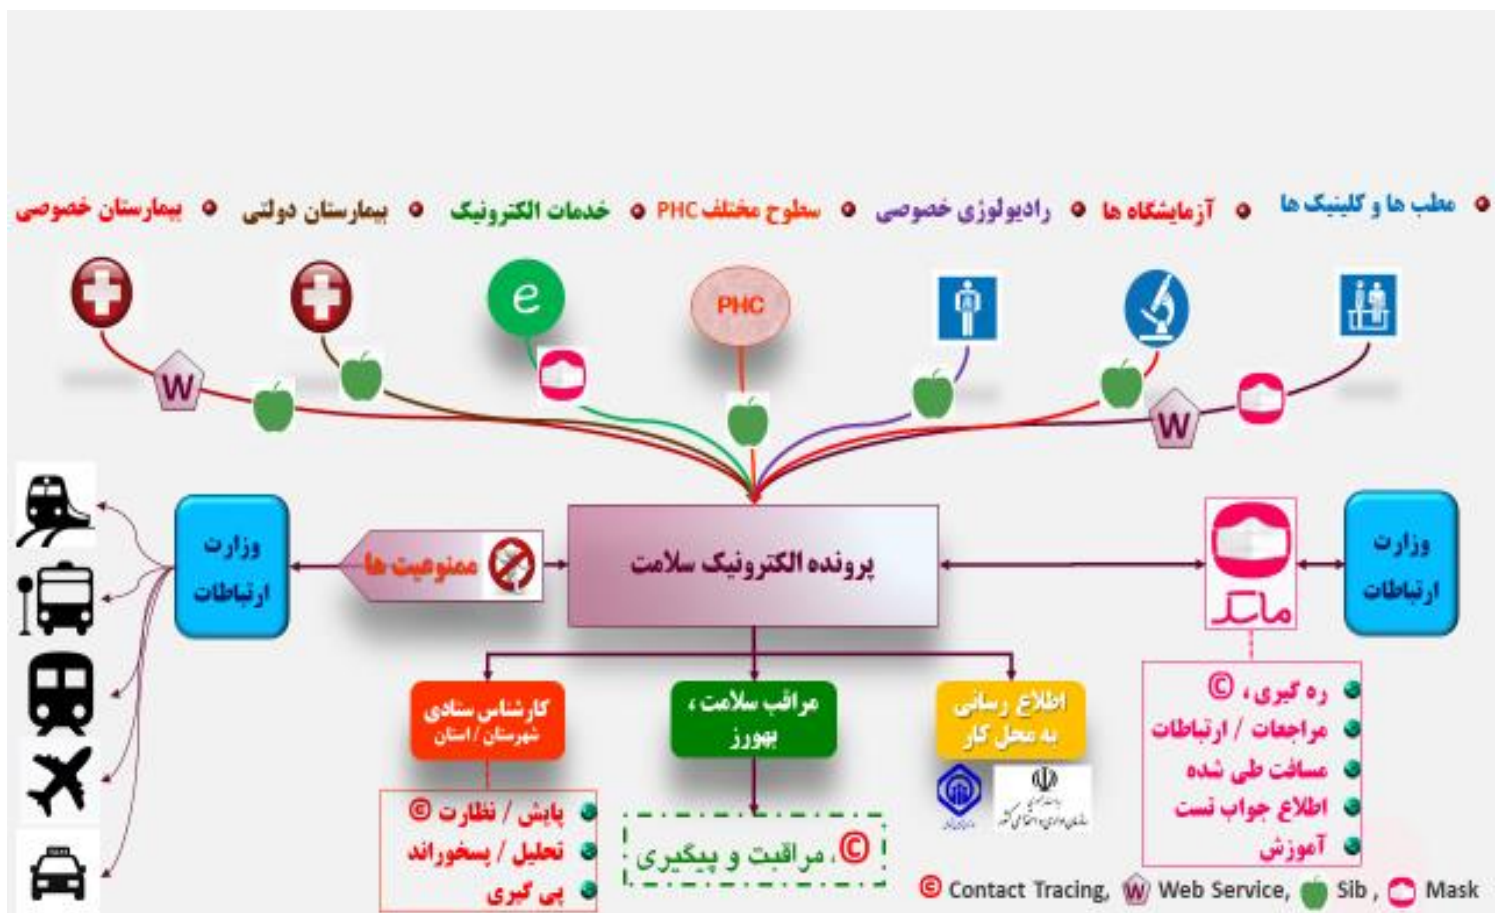 مطب ها و کلینیک ها
آزمایشگاه ها
رادیولوژی خصوصی
سطوح مختلف PHC
خدمات الکترونیک
بیمارستان دولتی
بیمارستان خصوصی
e
PHC
W
W
وزارت
ارتباطات
ماسک
پرونده الکترونیک سلامت
ممنوعیت ها
وزارت
ارتباطات
ره گیری ، ©
مراجعات / ارتباطات
مسافت طی شده
اطلاع جواب تست
آموزش
اطلاع رسانی
به محل کار
مراقب سلامت ،
بهورز
کارشناس ستادی
شهرستان / استان
©، مراقبت و پیگیری
پایش / نظارت ©
تحلیل / پسخوراند
پی گیری
TAXI
© Contact Tracing, W Web Service, Sib , Mask